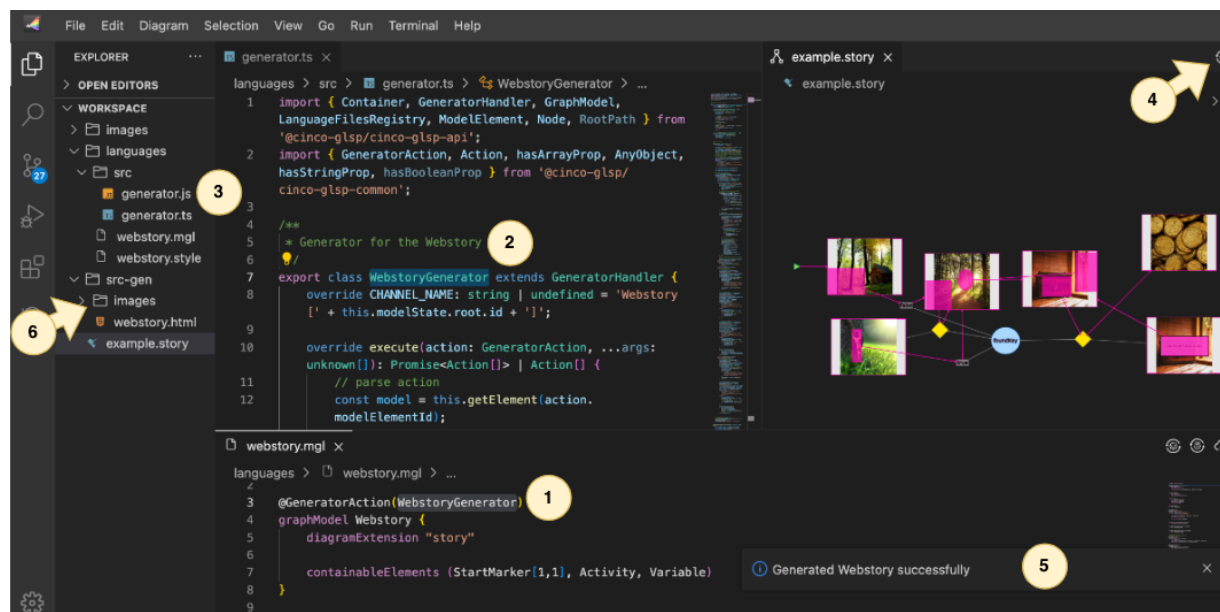 File Edit Diagram Selection View Go Run Terminal Help
EXPLORER ...
OPEN EDITORS
WORKSPACE
images
languages
src
generator.js
generator.ts
webstory.mgl
webstory.style
src-gen
images
webstory.html
example.story
27
3
6
generator.ts
languages > src > generator.ts > WebstoryGenerator > ...
1 import { Container, GeneratorHandler, GraphModel,
LanguageFilesRegistry, ModelElement, Node, RootPath } from
'@cinco-glsp/cinco-glsp-api';
2 import { GeneratorAction, Action, hasArrayProp, AnyObject,
hasStringProp, hasBooleanProp } from '@cinco-glsp/
cinco-glsp-common';
3
4 /**
5 * Generator for the Webstory
6 */
2
7 export class WebstoryGenerator extends GeneratorHandler {
8 override CHANNEL_NAME: string | undefined = 'Webstory
[' + this.modelState.root.id + ']';
9
10 override execute(action: GeneratorAction, ...args:
unknown[]): Promise<Action[]> | Action[] {
11 // parse action
12 const model = this.getElement(action.
modelElementId);
example.story
example.story
4
foundKey
webstory.mgl
languages > webstory.mgl > ...
2
3 @GeneratorAction(WebstoryGenerator)
1
4 graphModel Webstory {
5 diagramExtension "story"
6
7 containableElements (StartMarker[1,1], Activity, Variable)
8 }
9
Generated Webstory successfully
5